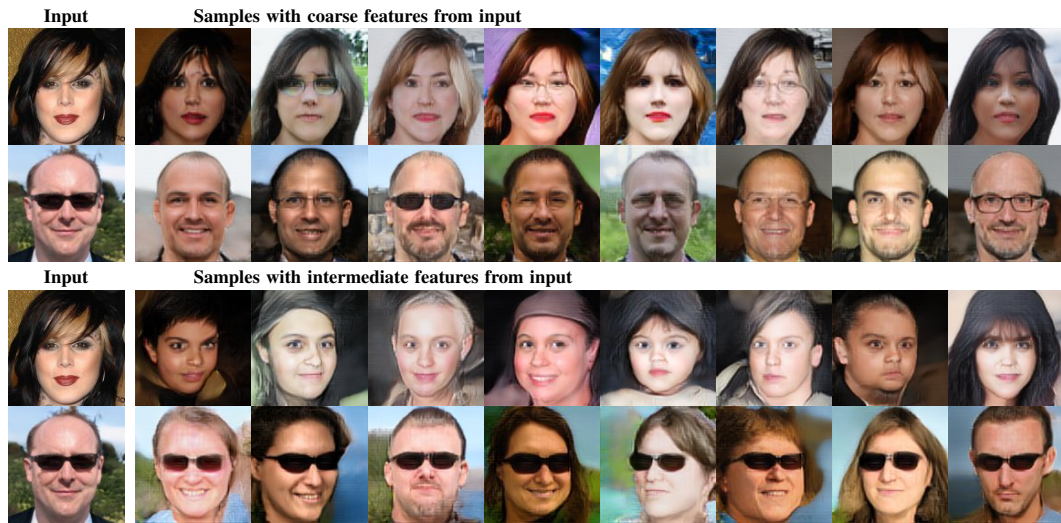 Input Samples with coarse features from input
Input Samples with intermediate features from input